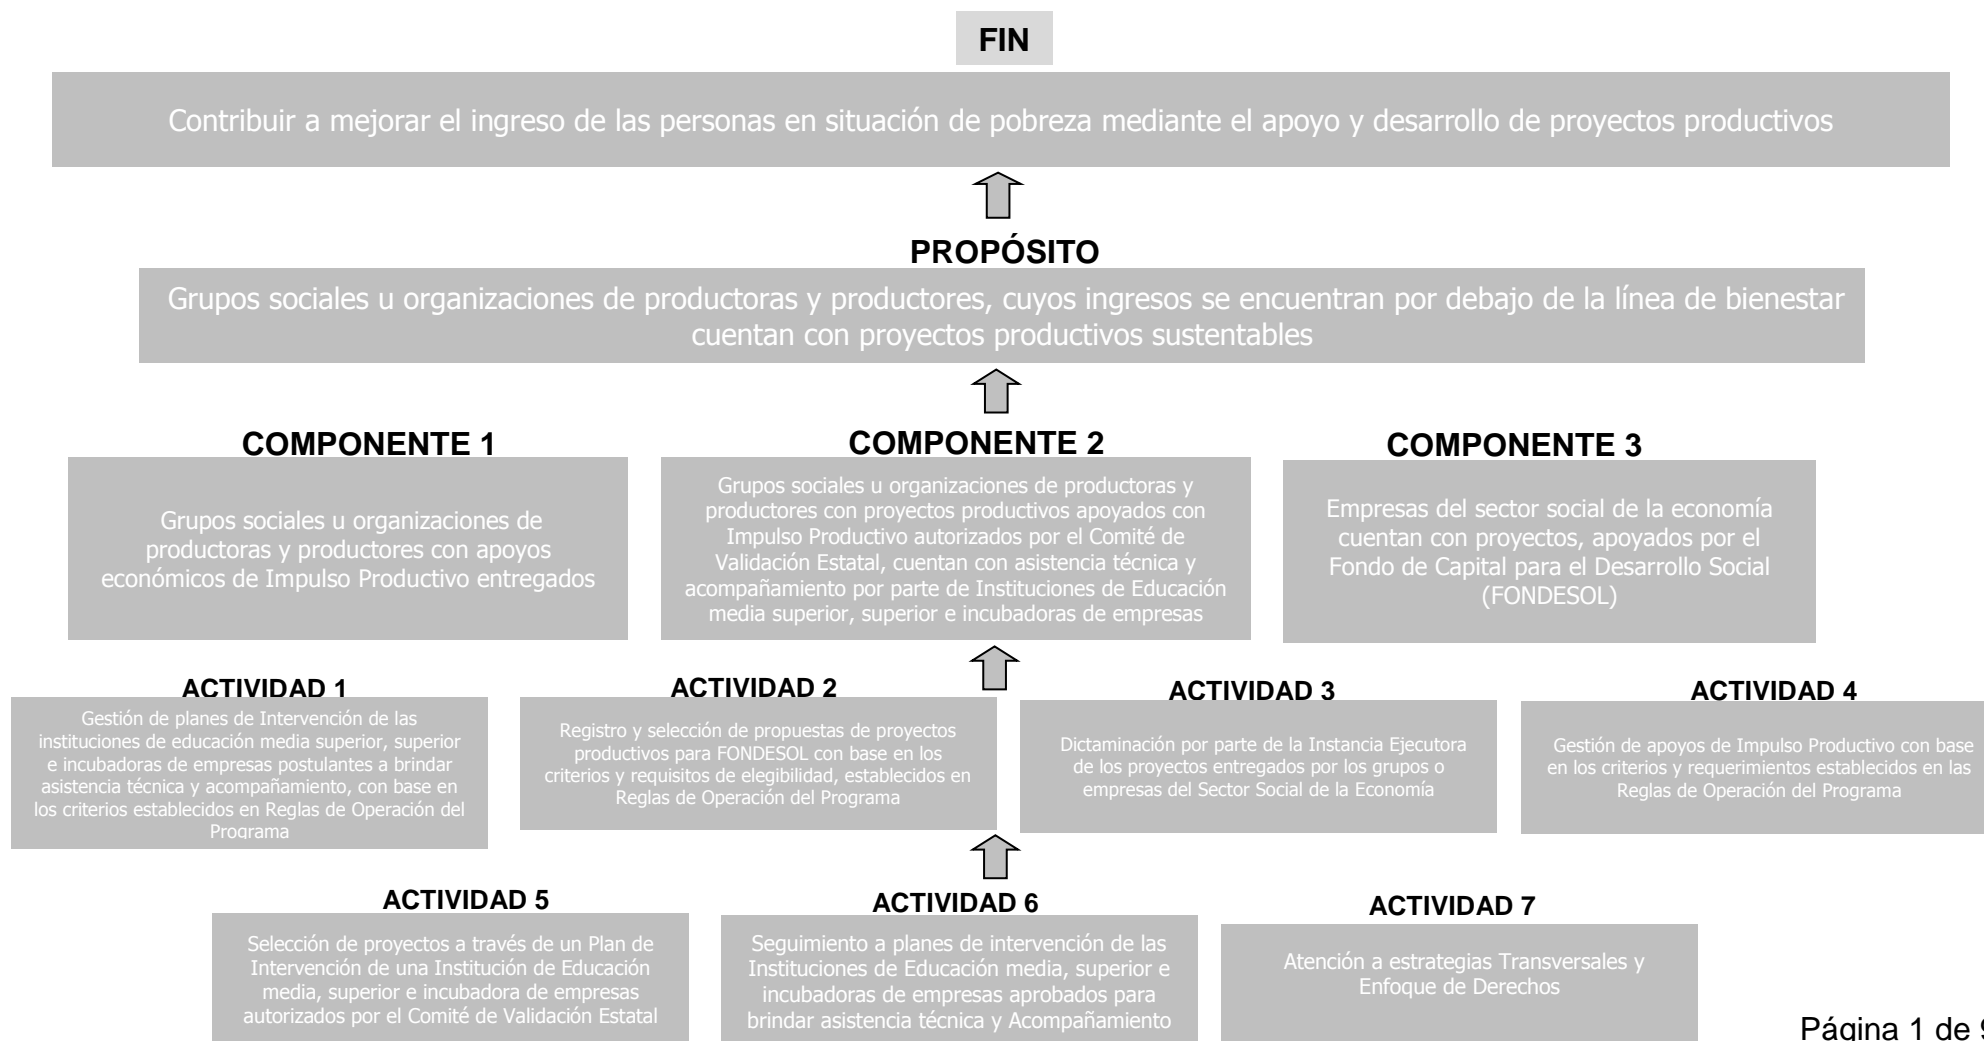 FIN
Contribuir a mejorar el ingreso de las personas en situación de pobreza mediante el apoyo y desarrollo de proyectos productivos
PROPÓSITO
Grupos sociales u organizaciones de productoras y productores, cuyos ingresos se encuentran por debajo de la línea de bienestar
cuentan con proyectos productivos sustentables
COMPONENTE 1
Grupos sociales u organizaciones de
productoras y productores con apoyos
económicos de Impulso Productivo entregados
COMPONENTE 2
Grupos sociales u organizaciones de productoras y
productores con proyectos productivos apoyados con
Impulso Productivo autorizados por el Comité de
Validación Estatal, cuentan con asistencia técnica y
acompañamiento por parte de Instituciones de Educación
media superior, superior e incubadoras de empresas
COMPONENTE 3
Empresas del sector social de la economía
cuentan con proyectos, apoyados por el
Fondo de Capital para el Desarrollo Social
(FONDESOL)
ACTIVIDAD 1
Gestión de planes de Intervención de las
instituciones de educación media superior, superior
e incubadoras de empresas postulantes a brindar
asistencia técnica y acompañamiento, con base en
los criterios establecidos en Reglas de Operación del
Programa
ACTIVIDAD 2
Registro y selección de propuestas de proyectos
productivos para FONDESOL con base en los
criterios y requisitos de elegibilidad, establecidos en
Reglas de Operación del Programa
ACTIVIDAD 3
Dictaminación por parte de la Instancia Ejecutora
de los proyectos entregados por los grupos o
empresas del Sector Social de la Economía
ACTIVIDAD 4
Gestión de apoyos de Impulso Productivo con base
en los criterios y requerimientos establecidos en las
Reglas de Operación del Programa
ACTIVIDAD 5
Selección de proyectos a través de un Plan de
Intervención de una Institución de Educación
media, superior e incubadora de empresas
autorizados por el Comité de Validación Estatal
ACTIVIDAD 6
Seguimiento a planes de intervención de las
Instituciones de Educación media, superior e
incubadoras de empresas aprobados para
brindar asistencia técnica y Acompañamiento
ACTIVIDAD 7
Atención a estrategias Transversales y
Enfoque de Derechos
Página 1 de 9